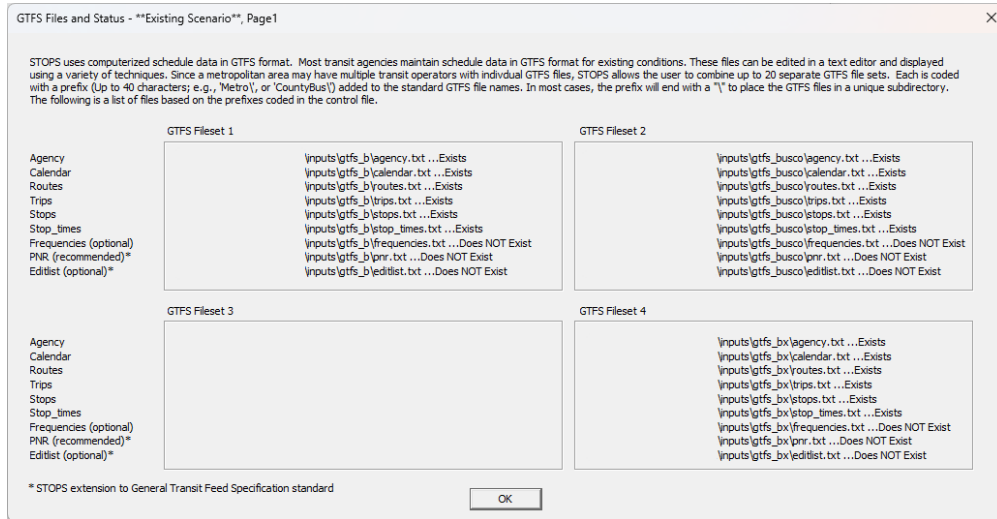 GTFS Files and Status - **Existing Scenario**, Page1
STOPS uses computerized schedule data in GTFS format. Most transit agencies maintain schedule data in GTFS format for existing conditions. These files can be edited in a text editor and displayed
using a variety of techniques. Since a metropolitan area may have multiple transit operators with indivdual GTFS files, STOPS allows the user to combine up to 20 separate GTFS file sets. Each is coded
with a prefix (Up to 40 characters; e.g., 'Metro\', or 'CountyBus\') added to the standard GTFS file names. In most cases, the prefix will end with a "\" to place the GTFS files in a unique subdirectory.
The following is a list of files based on the prefixes coded in the control file.
GTFS Fileset 1 GTFS Fileset 2
Agency \inputs\gtfs_b\agency.txt ...Exists \inputs\gtfs_busco\agency.txt ...Exists
Calendar \inputs\gtfs_b\calendar.txt ...Exists \inputs\gtfs_busco\calendar.txt ...Exists
Routes \inputs\gtfs_b\routes.txt ...Exists \inputs\gtfs_busco\routes.txt ...Exists
Trips \inputs\gtfs_b\trips.txt ...Exists \inputs\gtfs_busco\trips.txt ...Exists
Stops \inputs\gtfs_b\stops.txt ...Exists \inputs\gtfs_busco\stops.txt ...Exists
Stop_times \inputs\gtfs_b\stop_times.txt ...Exists \inputs\gtfs_busco\stop_times.txt ...Exists
Frequencies (optional) \inputs\gtfs_b\frequencies.txt ...Does NOT Exist \inputs\gtfs_busco\frequencies.txt ...Does NOT Exist
PNR (recommended)* \inputs\gtfs_b\pnr.txt ...Does NOT Exist \inputs\gtfs_busco\pnr.txt ...Does NOT Exist
Editlist (optional)* \inputs\gtfs_b\editlist.txt ...Does NOT Exist \inputs\gtfs_busco\editlist.txt ...Does NOT Exist
GTFS Fileset 3 GTFS Fileset 4
Agency \inputs\gtfs_bx\agency.txt ...Exists
Calendar \inputs\gtfs_bx\calendar.txt ...Exists
Routes \inputs\gtfs_bx\routes.txt ...Exists
Trips \inputs\gtfs_bx\trips.txt ...Exists
Stops \inputs\gtfs_bx\stops.txt ...Exists
Stop_times \inputs\gtfs_bx\stop_times.txt ...Exists
Frequencies (optional) \inputs\gtfs_bx\frequencies.txt ...Does NOT Exist
PNR (recommended)* \inputs\gtfs_bx\pnr.txt ...Does NOT Exist
Editlist (optional)* \inputs\gtfs_bx\editlist.txt ...Does NOT Exist
* STOPS extension to General Transit Feed Specification standard
OK